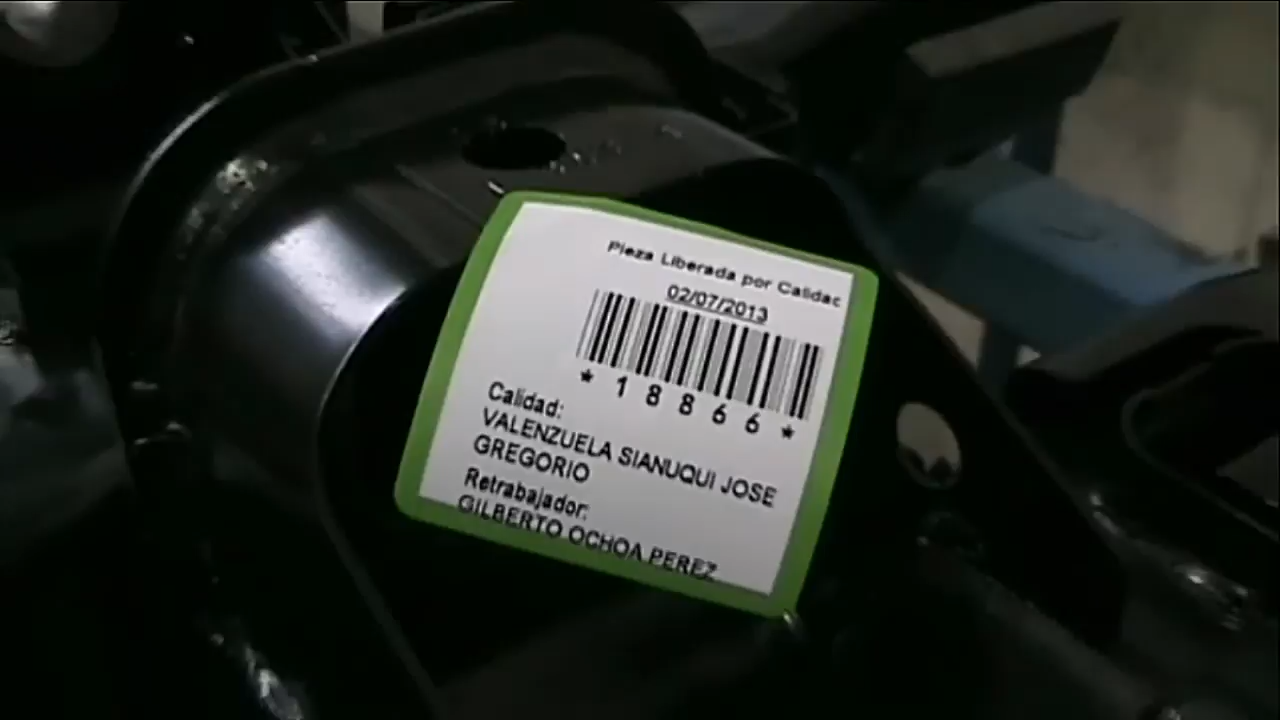 Pieza Liberada por Calidac
02/07/2013
* 1 8 8 6 6 *
Calidad:
VALENZUELA SIANUQUI JOSE
GREGORIO
Retrabajador:
GILBERTO OCHOA PEREZ